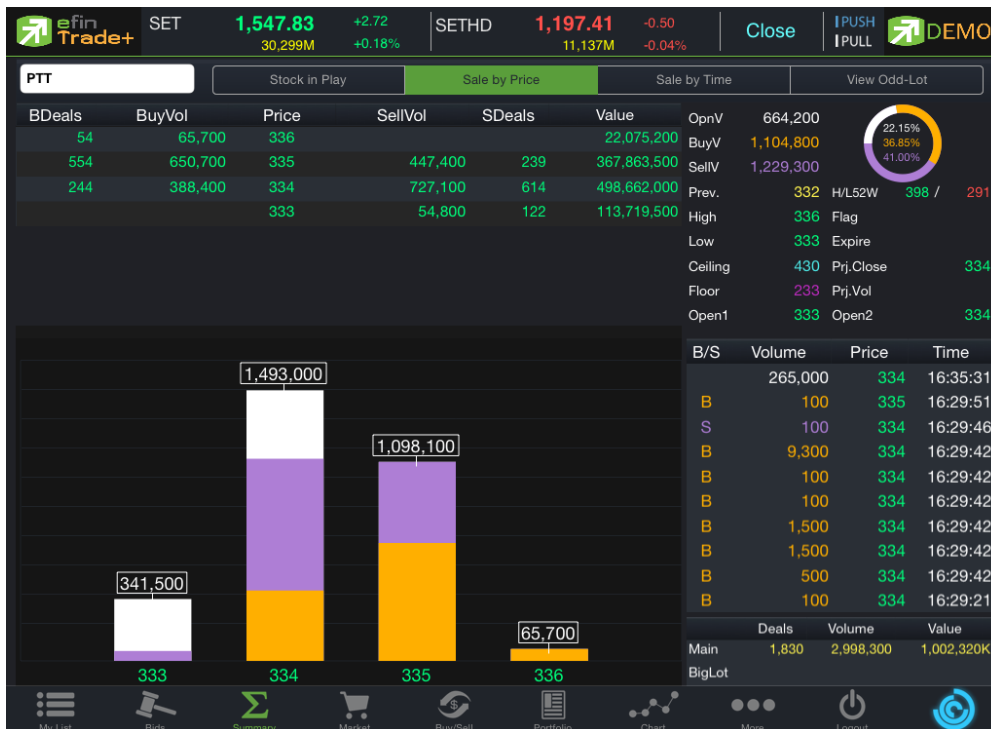 efin Trade+ SET 1,547.83 +2.72 SETHD 1,197.41 -0.50 Close IPUSH DEMO
30,299M +0.18% 11,137M -0.04% IPULL
PTT Stock in Play Sale by Price Sale by Time View Odd-Lot
BDeals BuyVol Price SellVol SDeals Value
54 65,700 336 22,075,200
554 650,700 335 447,400 239 367,863,500
244 388,400 334 727,100 614 498,662,000
333 54,800 122 113,719,500
OpnV 664,200
BuyV 1,104,800
SellV 1,229,300
22.15%
36.85%
41.00%
Prev. 332 H/L52W 398 / 291
High 336 Flag
Low 333 Expire
Ceiling 430 Prj.Close 334
Floor 233 Prj.Vol
Open1 333 Open2 334
1,493,000
1,098,100
341,500
65,700
333 334 335 336
B/S Volume Price Time
265,000 334 16:35:31
B 100 335 16:29:51
S 100 334 16:29:46
B 9,300 334 16:29:42
B 100 334 16:29:42
B 100 334 16:29:42
B 1,500 334 16:29:42
B 1,500 334 16:29:42
B 500 334 16:29:42
B 100 334 16:29:21
Deals Volume Value
Main 1,830 2,998,300 1,002,320K
BigLot
My List Bids Summary Market Buy/Sell Portfolio Chart More Logout